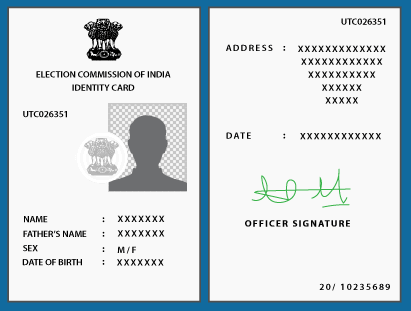 ELECTION COMMISSION OF INDIA
IDENTITY CARD
UTC026351
NAME : XXXXXXX
FATHER'S NAME : XXXXXXX
SEX : M / F
DATE OF BIRTH : XXXXXXX
UTC026351
ADDRESS : XXXXXXXXXXXXX
XXXXXXXXXXXX
XXXXXXXXXX
XXXXXX
XXXXX
DATE : XXXXXXXXXXXX
OFFICER SIGNATURE
20/ 10235689